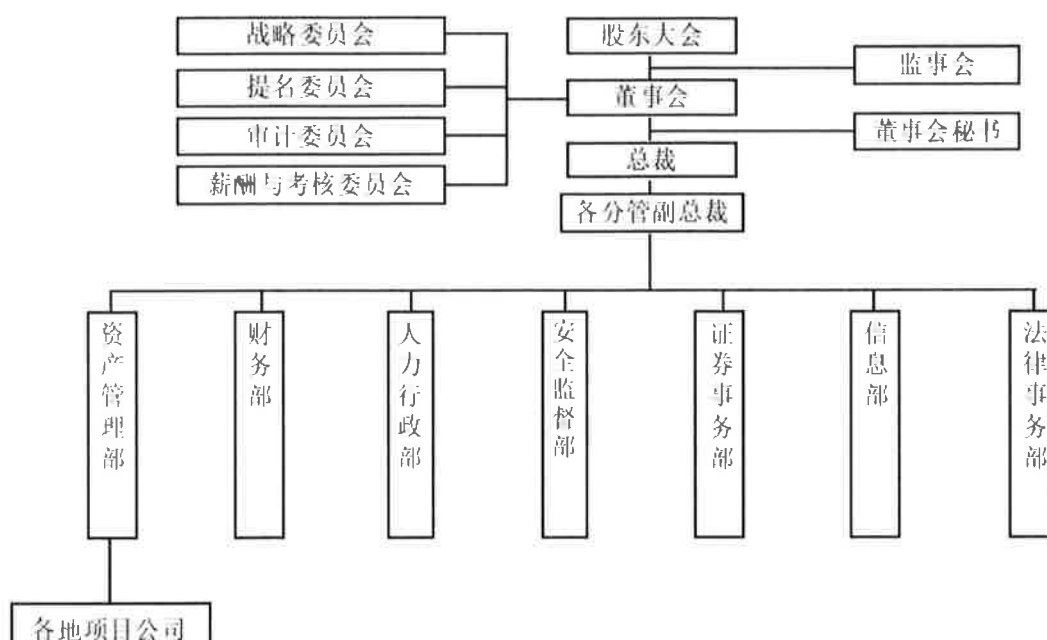 战略委员会
股东大会
监事会
提名委员会
董事会
审计委员会
董事会秘书
总裁
薪酬与考核委员会
各分管副总裁
资产管理部
财务部
人力行政部
安全监督部
证券事务部
信息部
法律事务部
各地项目公司